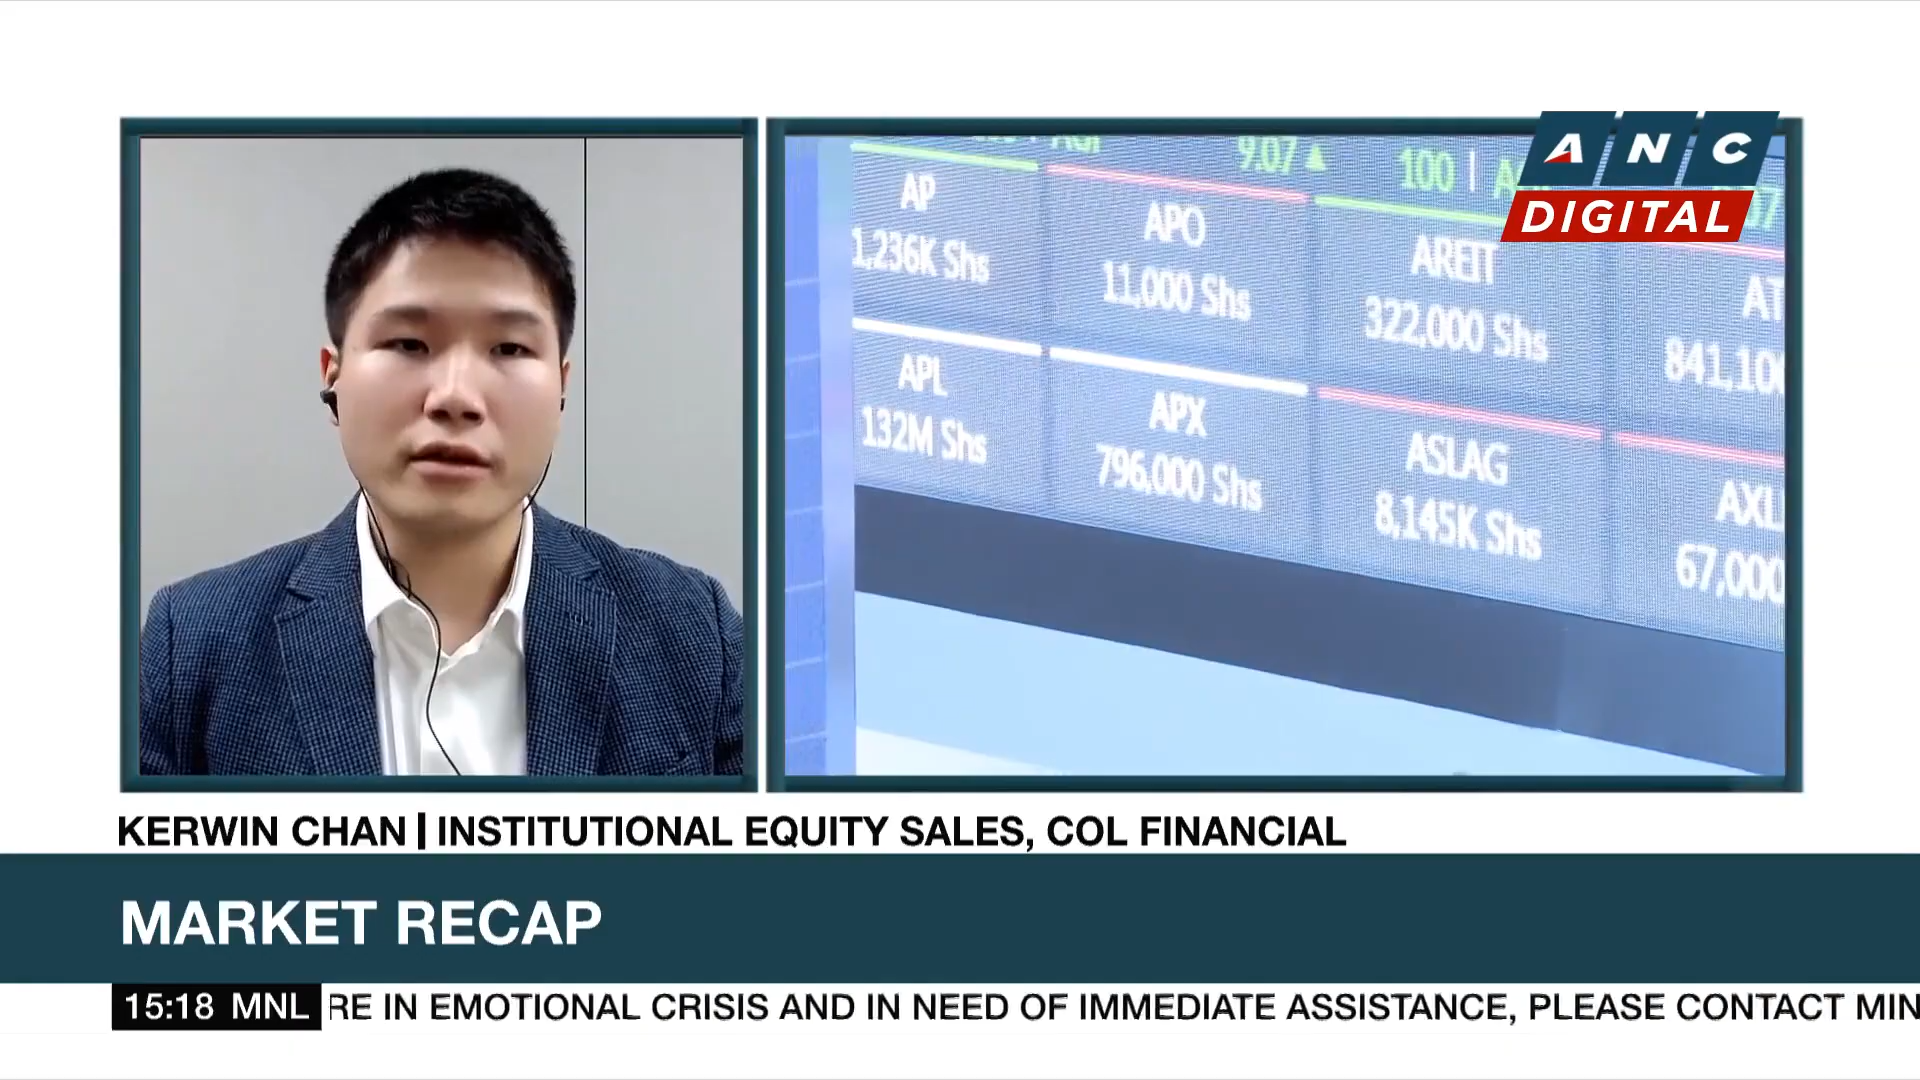 ANC
DIGITAL
9.07 ▲ 100 |
AP
1,236K Shs
APO
11,000 Shs
AREIT
322,000 Shs
APL
132M Shs
APX
796,000 Shs
ASLAG
8,145K Shs
AXL
67,000
KERWIN CHAN | INSTITUTIONAL EQUITY SALES, COL FINANCIAL
MARKET RECAP
15:18 MNL RE IN EMOTIONAL CRISIS AND IN NEED OF IMMEDIATE ASSISTANCE, PLEASE CONTACT MIN